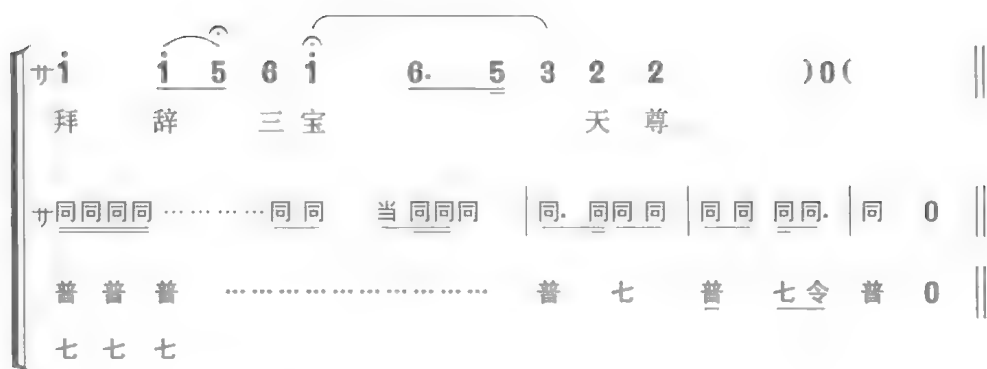 サi i 5 6 i 6. 5 3 2 2 )0(
拜 辞 三 宝 天 尊
サ同同同同………同 同 当 同同同 | 同. 同同 同 | 同 同 同同. | 同 0
普 普 普 ……………………… 普 七 普 七 令 普 0
七 七 七